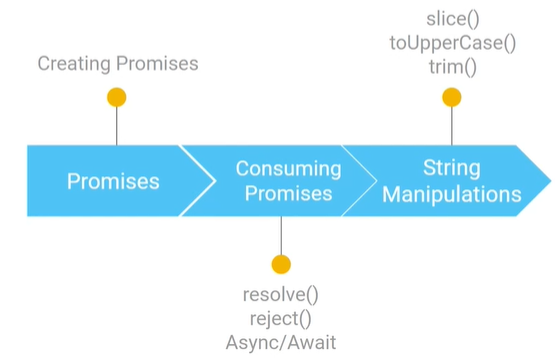 slice()
toUpperCase()
trim()
Creating Promises
Promises
Consuming
Promises
String
Manipulations
resolve()
reject()
Async/Await